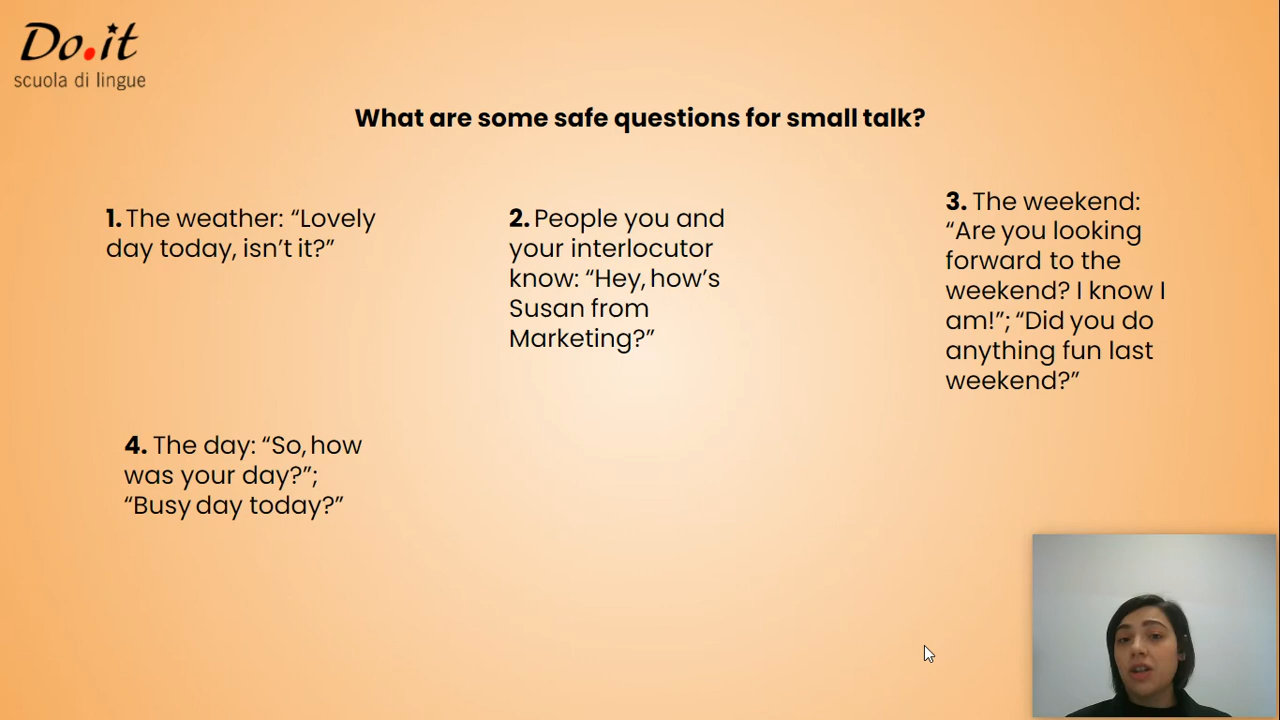 Do.it
scuola di lingue
What are some safe questions for small talk?
1. The weather: “Lovely
day today, isn’t it?”
2. People you and
your interlocutor
know: “Hey, how’s
Susan from
Marketing?”
3. The weekend:
“Are you looking
forward to the
weekend? I know I
am!”; “Did you do
anything fun last
weekend?”
4. The day: “So, how
was your day?”;
“Busy day today?”